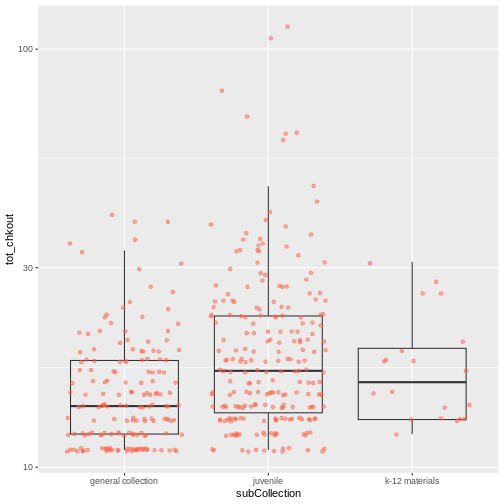 100
30
10
tot_chkout
general collection
juvenile
k-12 materials
subCollection